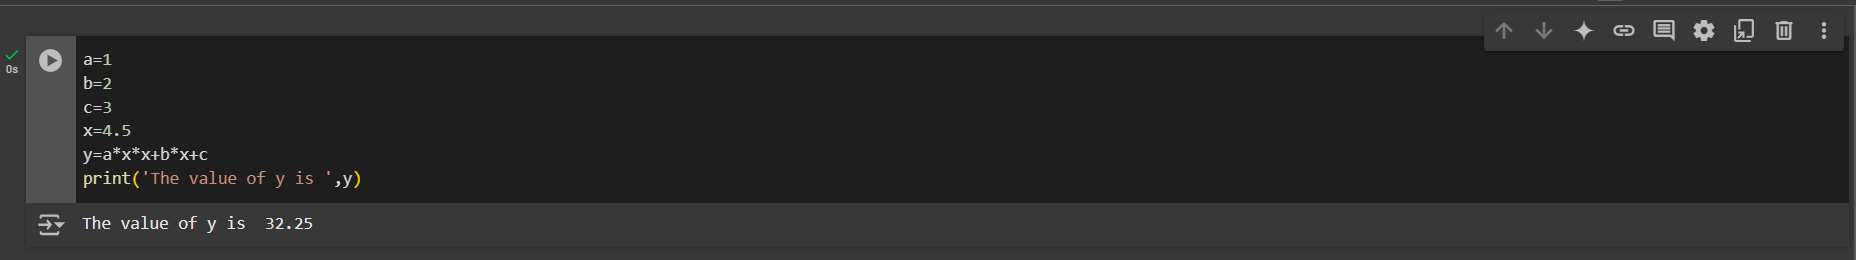 0s
a=1
b=2
c=3
x=4.5
y=a*x*x+b*x+c
print('The value of y is ',y)
The value of y is  32.25